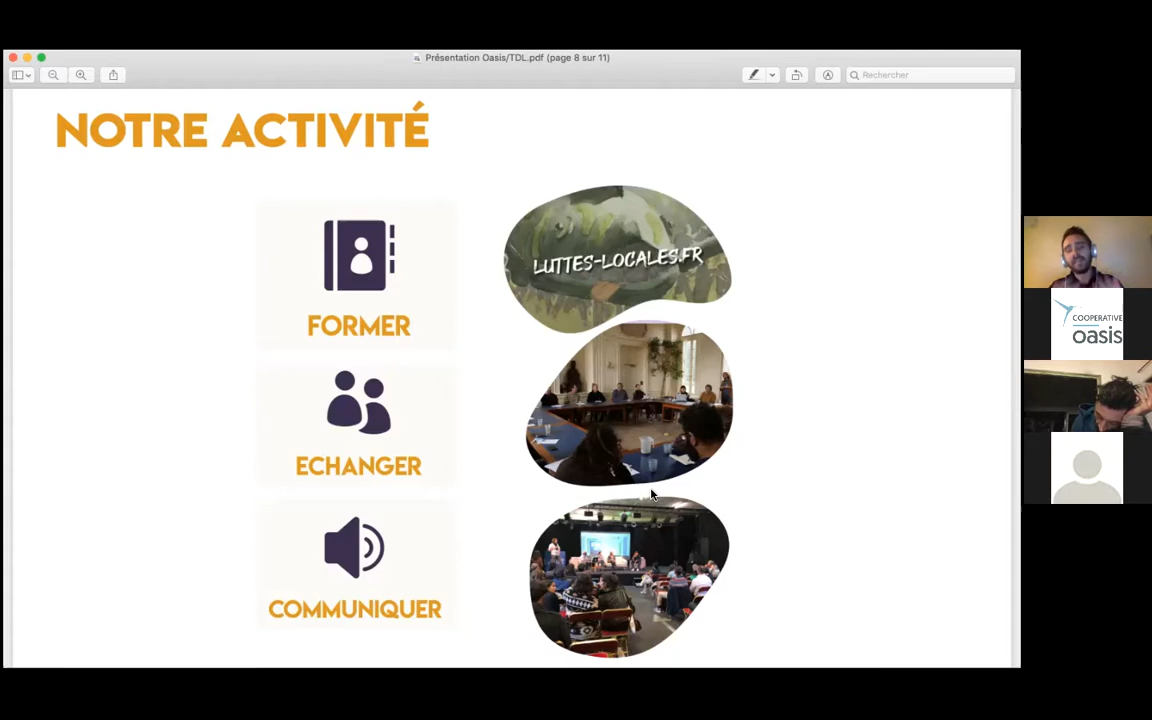 Présentation Oasis/TDL.pdf (page 8 sur 11)
Rechercher
NOTRE ACTIVITÉ
LUTTES-LOCALES.FR
FORMER
ECHANGER
COMMUNIQUER
COOPERATIVE
oasis